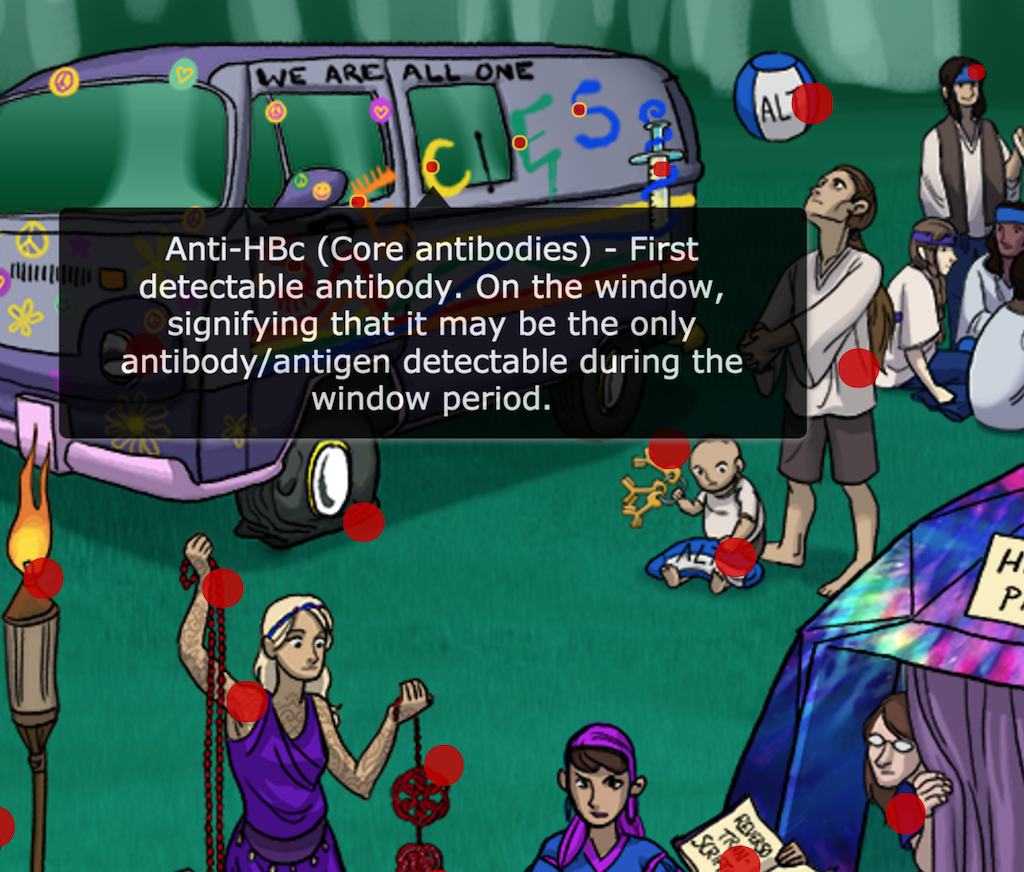 WE ARE ALL ONE
ALT
C ! E S
Anti-HBc (Core antibodies) - First
detectable antibody. On the window,
signifying that it may be the only
antibody/antigen detectable during the
window period.
ALT